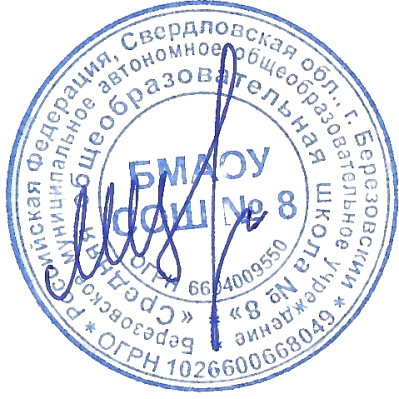 * Российская Федерация, Свердловская обл., г. Березовский *
ОГРН 1026600668049
Березовское муниципальное автономное общеобразовательное учреждение
«Средняя общеобразовательная школа № 8»
БМАОУ
СОШ № 8
6604009550